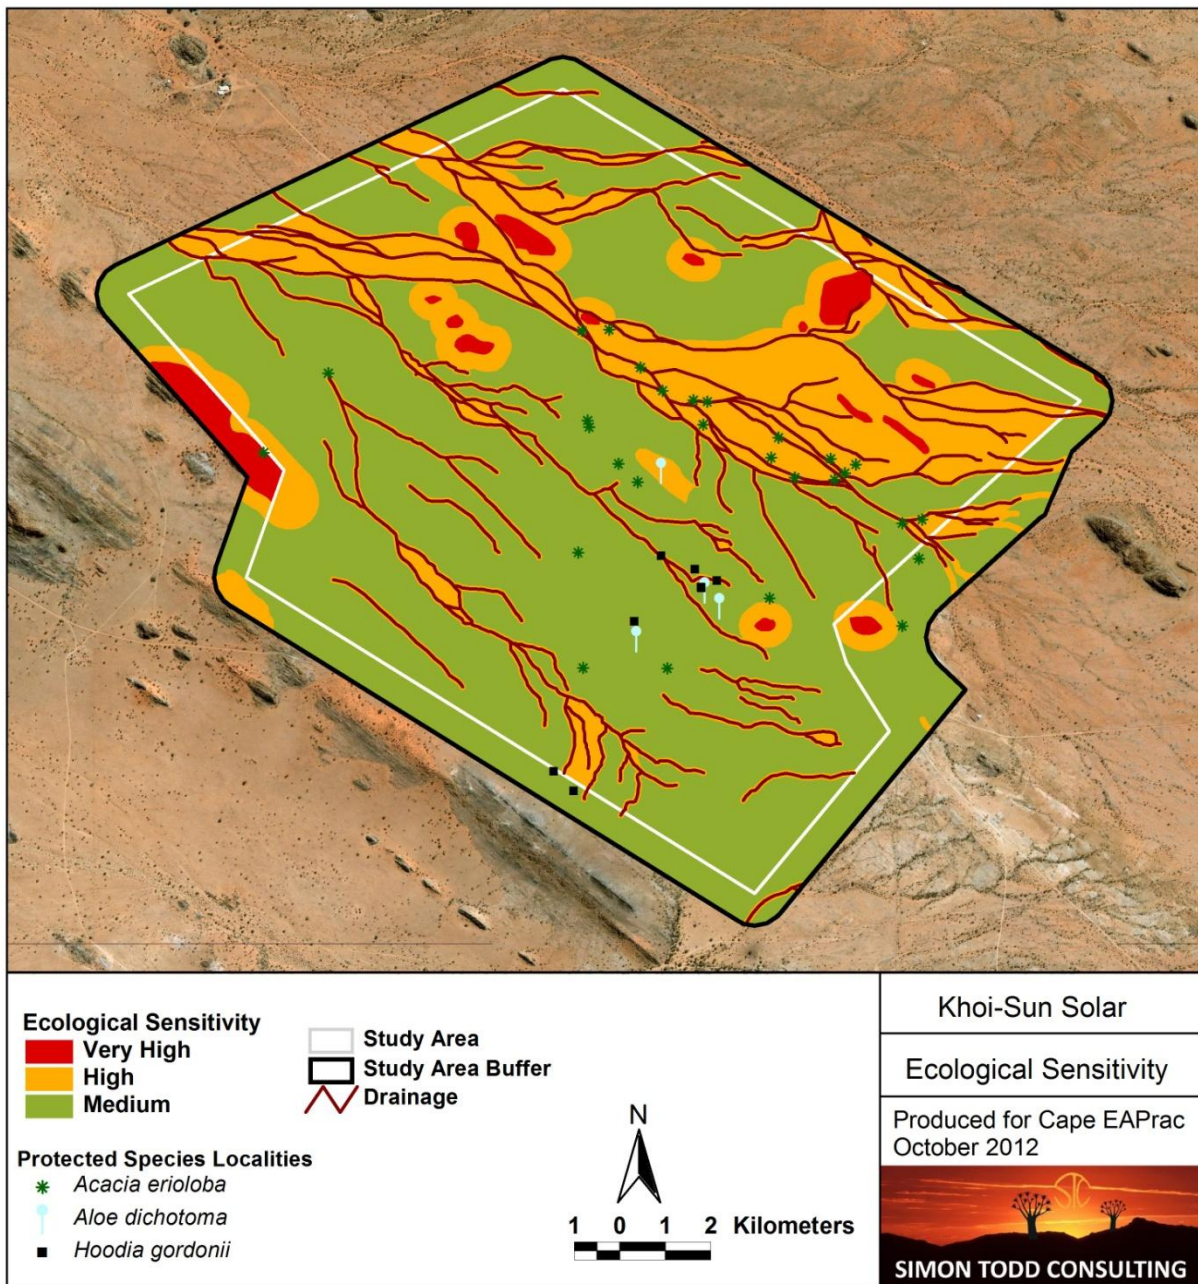 Ecological Sensitivity
Very High
High
Medium
Study Area
Study Area Buffer
Drainage
Protected Species Localities
Acacia erioloba
Aloe dichotoma
Hoodia gordonii
N
1 0 1 2 Kilometers
Khoi-Sun Solar
Ecological Sensitivity
Produced for Cape EAPrac
October 2012
STC
SIMON TODD CONSULTING